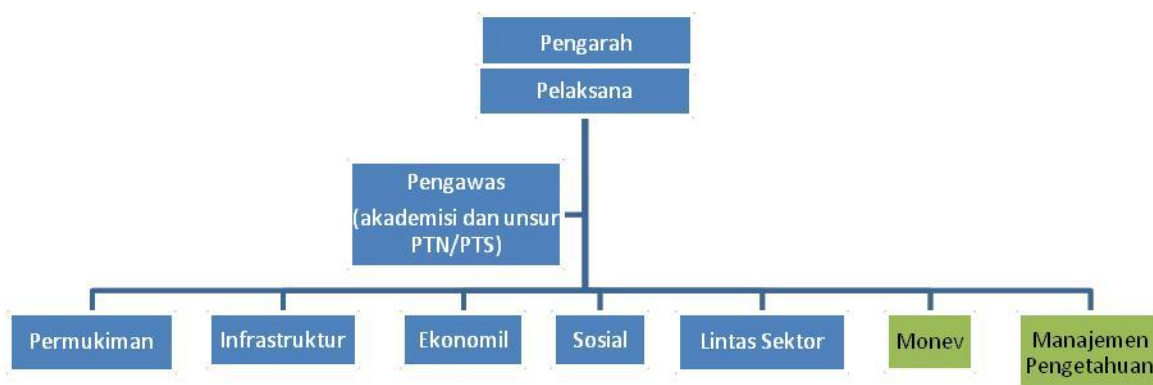 Pengarah
Pelaksana
Pengawas
(akademisi dan unsur
PTN/PTS)
Permukiman
Infrastruktur
Ekonomil
Sosial
Lintas Sektor
Monev
Manajemen
Pengetahuan